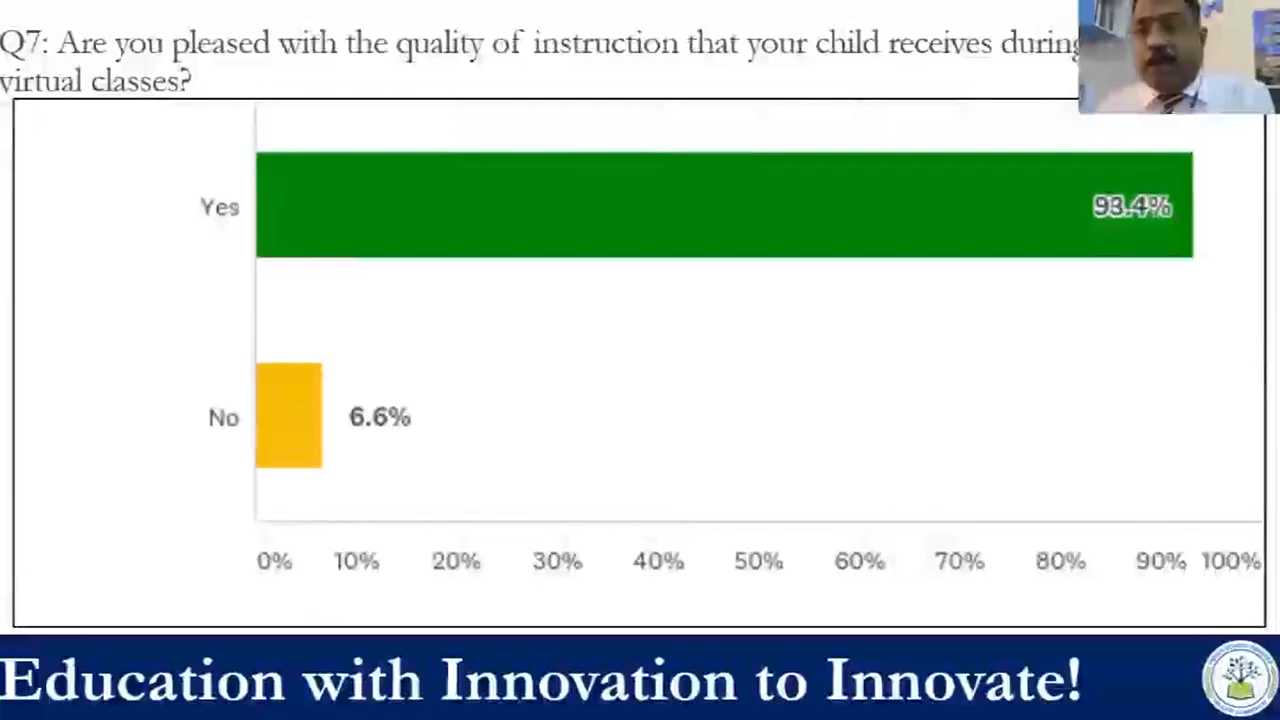 Q7: Are you pleased with the quality of instruction that your child receives during
virtual classes?
Yes
93.4%
No
6.6%
0% 10% 20% 30% 40% 50% 60% 70% 80% 90% 100%
Education with Innovation to Innovate!